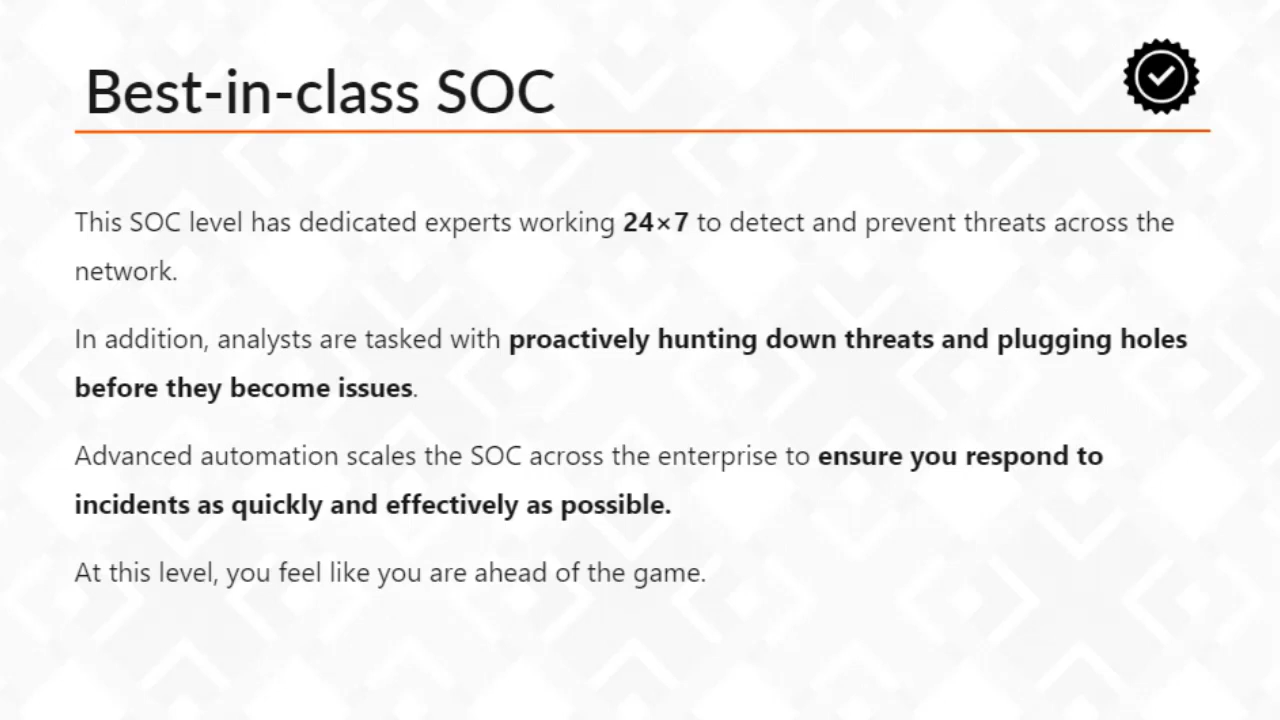 Best-in-class SOC
This SOC level has dedicated experts working 24×7 to detect and prevent threats across the
network.
In addition, analysts are tasked with proactively hunting down threats and plugging holes
before they become issues.
Advanced automation scales the SOC across the enterprise to ensure you respond to
incidents as quickly and effectively as possible.
At this level, you feel like you are ahead of the game.